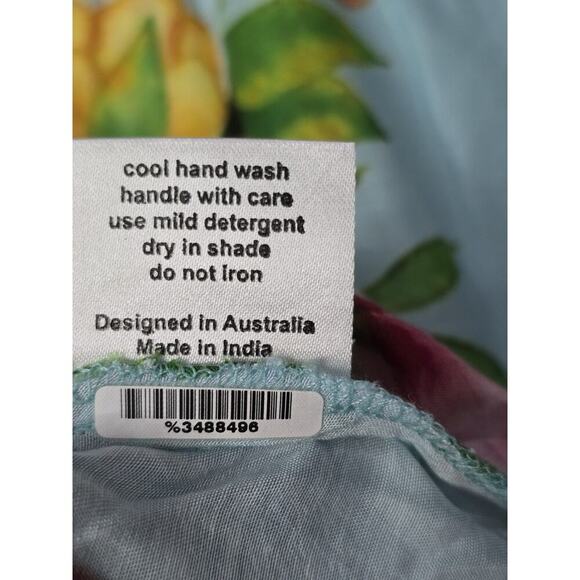 cool hand wash
handle with care
use mild detergent
dry in shade
do not iron
Designed in Australia
Made in India
%3488496